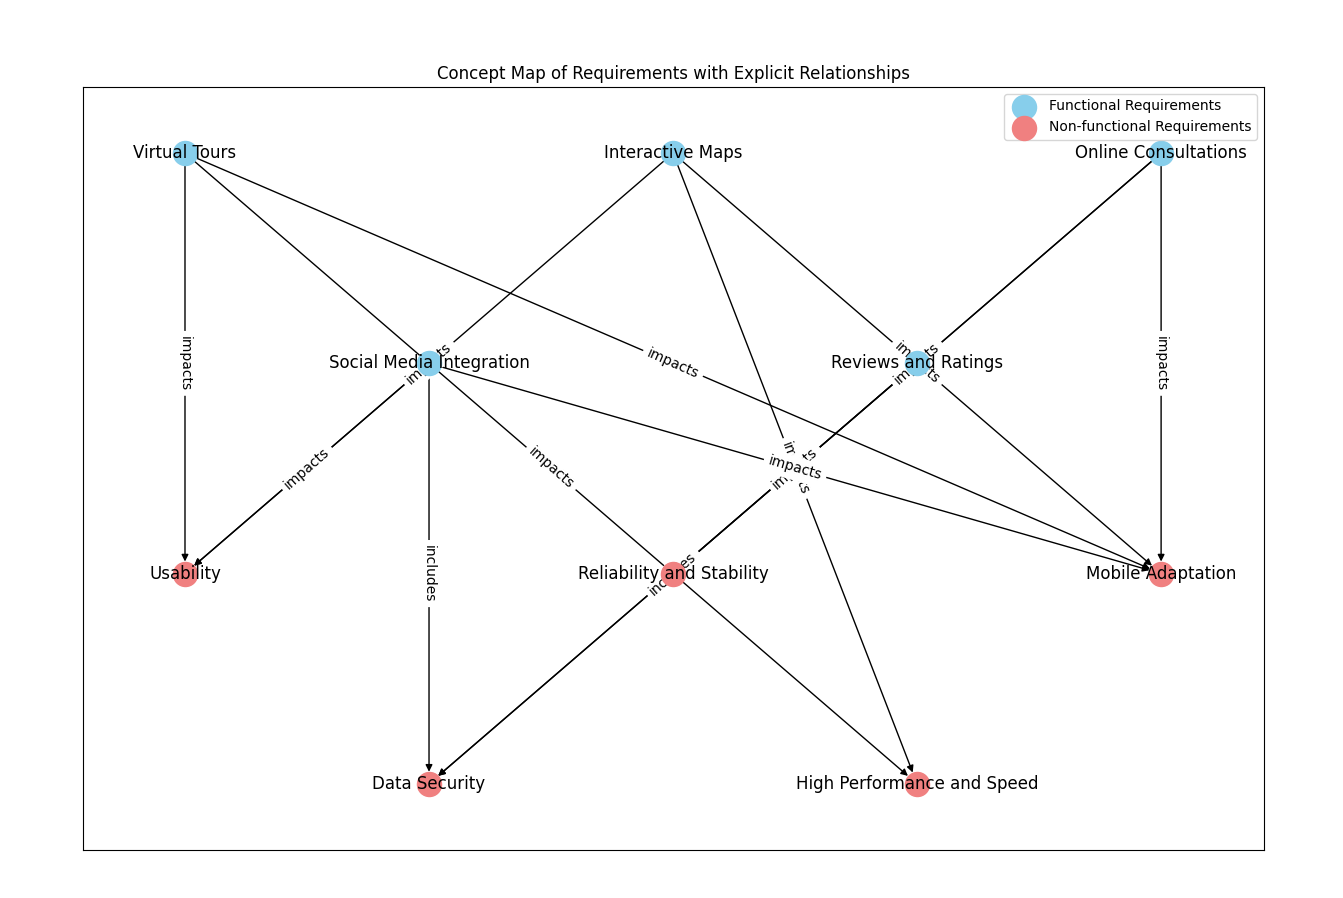 Concept Map of Requirements with Explicit Relationships
Functional Requirements
Non-functional Requirements
Virtual Tours
Interactive Maps
Online Consultations
impacts
impacts
impacts
Social Media Integration
Reviews and Ratings
impacts
impacts
impacts
includes
Usability
Reliability and Stability
Mobile Adaptation
Data Security
High Performance and Speed